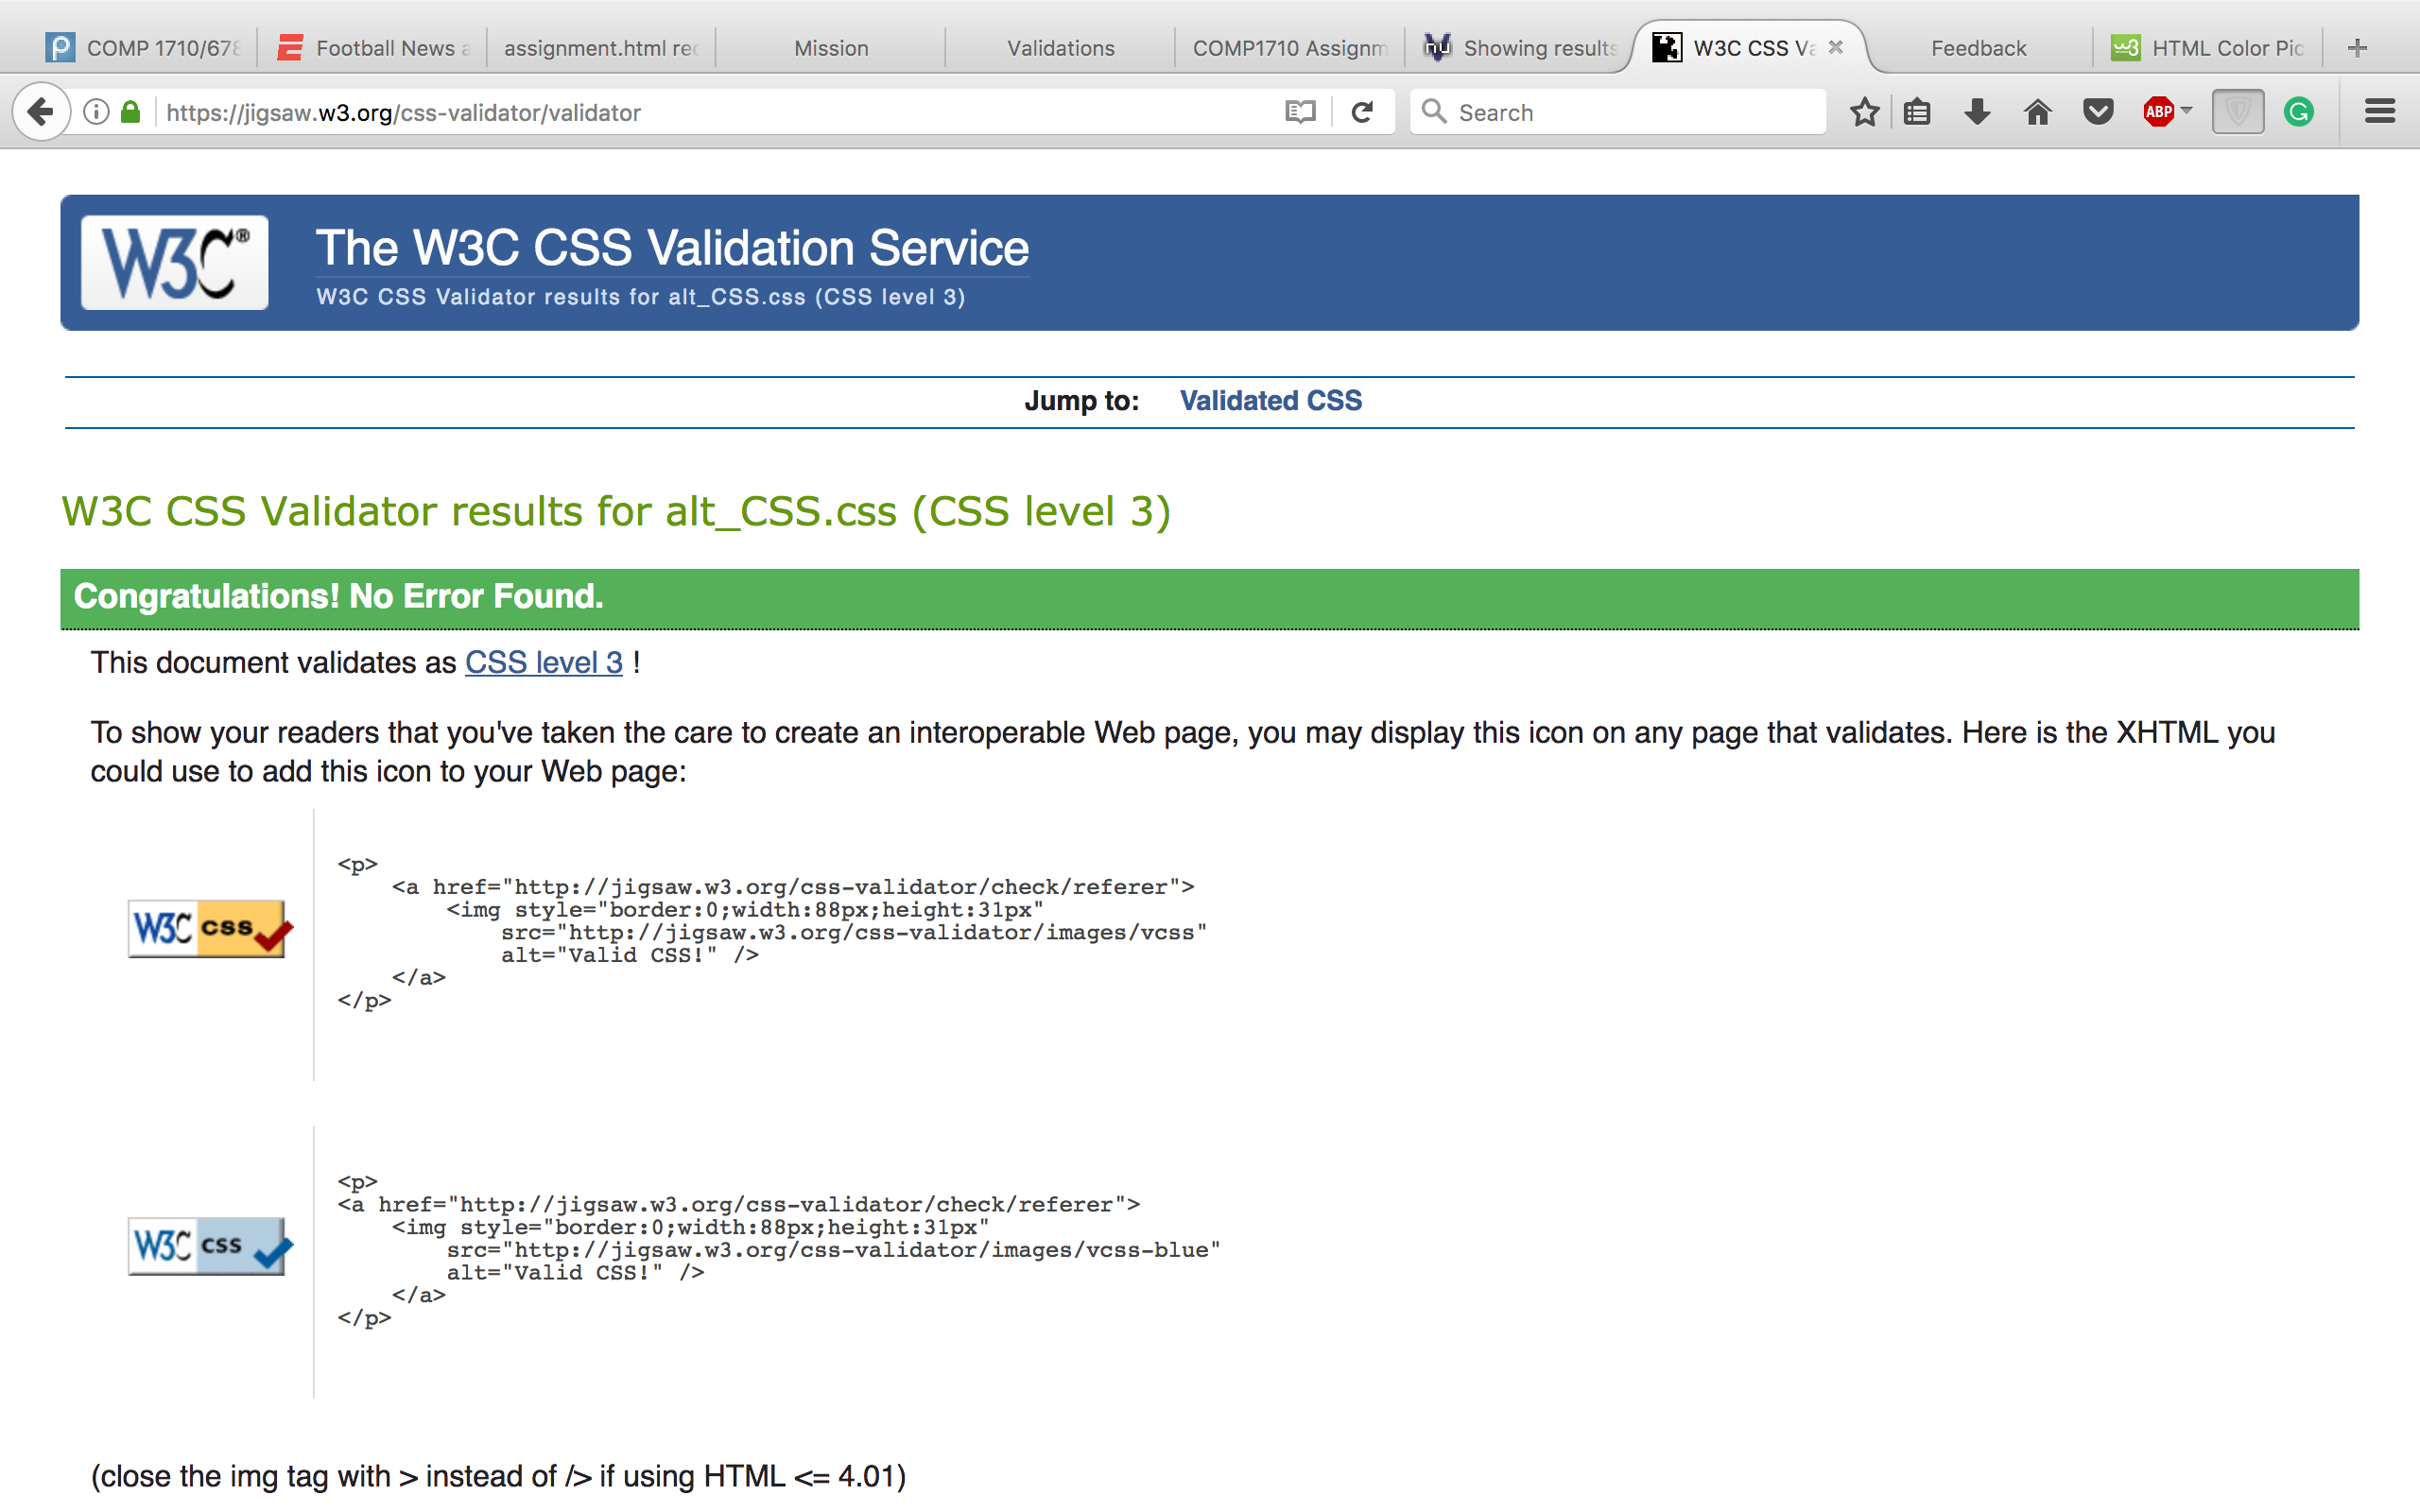 COMP 1710/678 Football News a assignment.html rec Mission Validations COMP1710 Assignm Showing results W3C CSS Va Feedback HTML Color Pic
https://jigsaw.w3.org/css-validator/validator Search ABP
W3C® The W3C CSS Validation Service
W3C CSS Validator results for alt_CSS.css (CSS level 3)
Jump to: Validated CSS
W3C CSS Validator results for alt_CSS.css (CSS level 3)
Congratulations! No Error Found.
This document validates as CSS level 3 !
To show your readers that you've taken the care to create an interoperable Web page, you may display this icon on any page that validates. Here is the XHTML you
could use to add this icon to your Web page:
<p>
<a href="http://jigsaw.w3.org/css-validator/check/referer">
<img style="border:0;width:88px;height:31px"
W3C css
src="http://jigsaw.w3.org/css-validator/images/vcss"
alt="Valid CSS!" />
</a>
</p>
<p>
<a href="http://jigsaw.w3.org/css-validator/check/referer">
<img style="border:0;width:88px;height:31px"
W3C css
src="http://jigsaw.w3.org/css-validator/images/vcss-blue"
alt="Valid CSS!" />
</a>
</p>
(close the img tag with > instead of /> if using HTML <= 4.01)